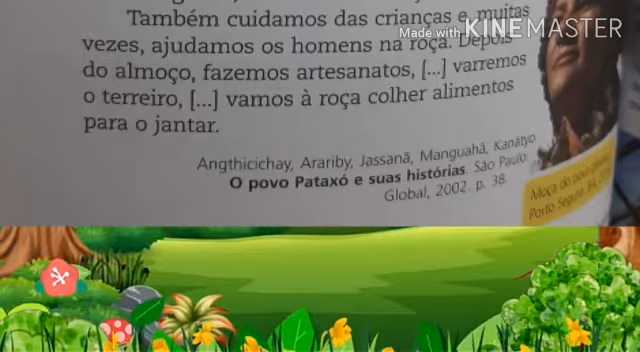 Também cuidamos das crianças e muitas
vezes, ajudamos os homens na roça. Depois
do almoço, fazemos artesanatos, [...] varremos
o terreiro, [...] vamos à roça colher alimentos
para o jantar.
Angthicichay, Arariby, Jassanã, Manguahã, Kanátyo
O povo Pataxó e suas histórias. São Paulo:
Global, 2002. p. 38.
Moça do povo
Porto Seguro, BA,
Made with KINEMASTER